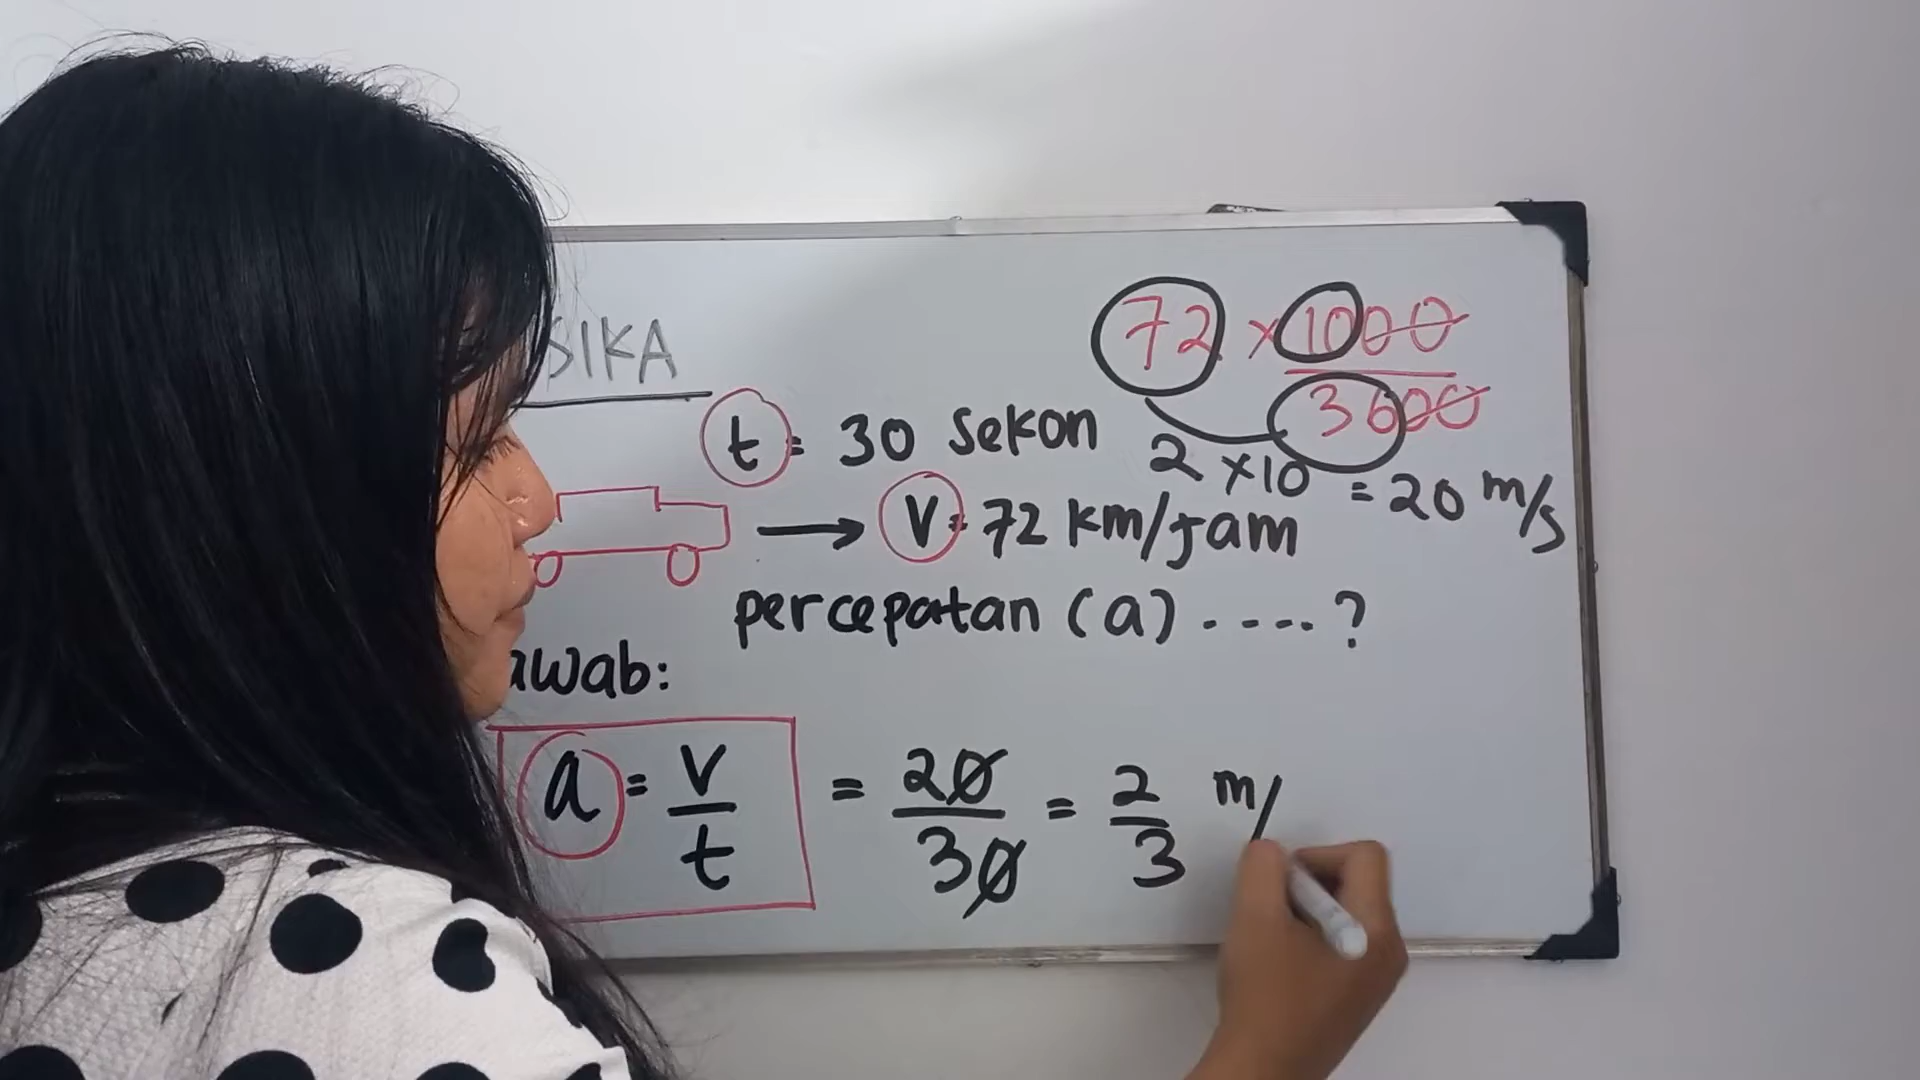 SIKA
72 × 1000
3600
t = 30 sekon
2 × 10 = 20 m/s
V = 72 km/jam
percepatan (a) . - - - . ?
awab:
a = v/t = 20/30 = 2/3 m/